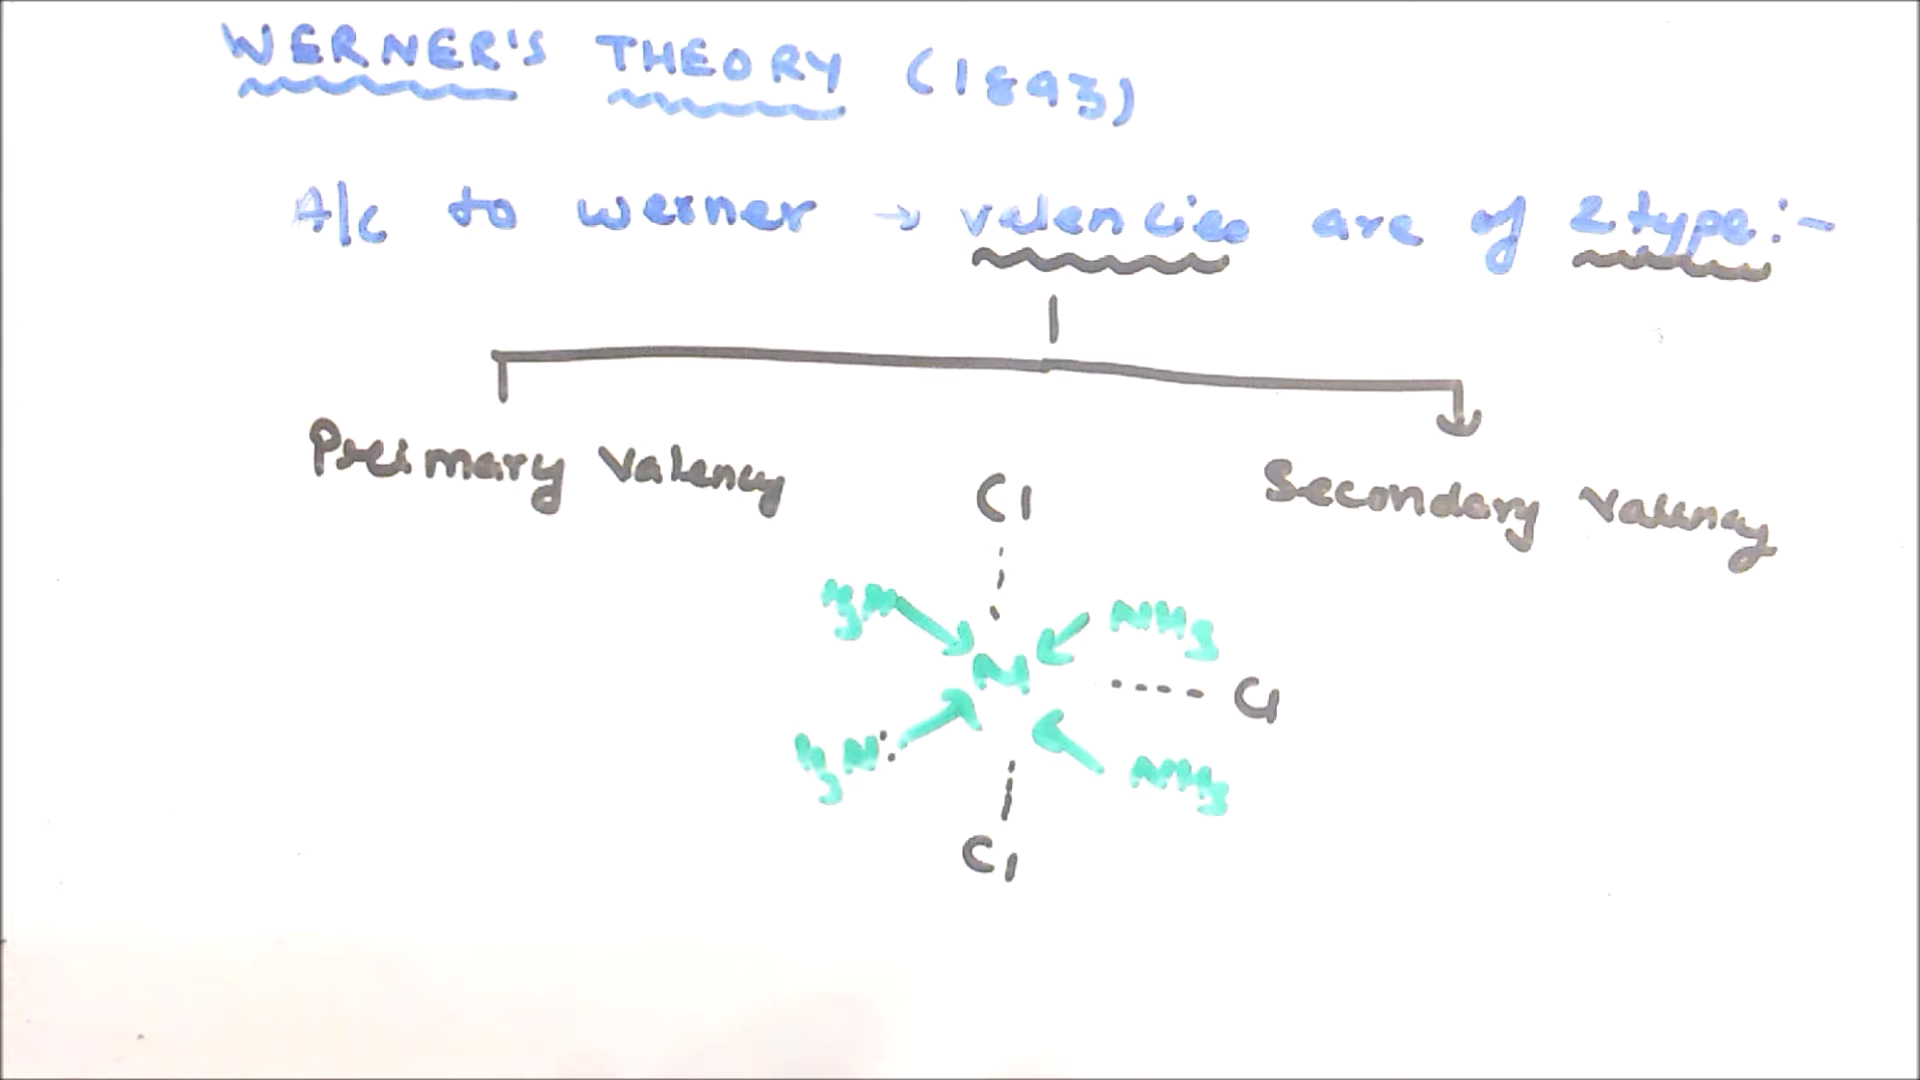 WERNER'S THEORY (1893)
A/c to werner → valencies are of 2 type:-
Primary Valency
Secondary Valency
Cl
H3N
NH3
N
Cl
H3N:
NH3
Cl